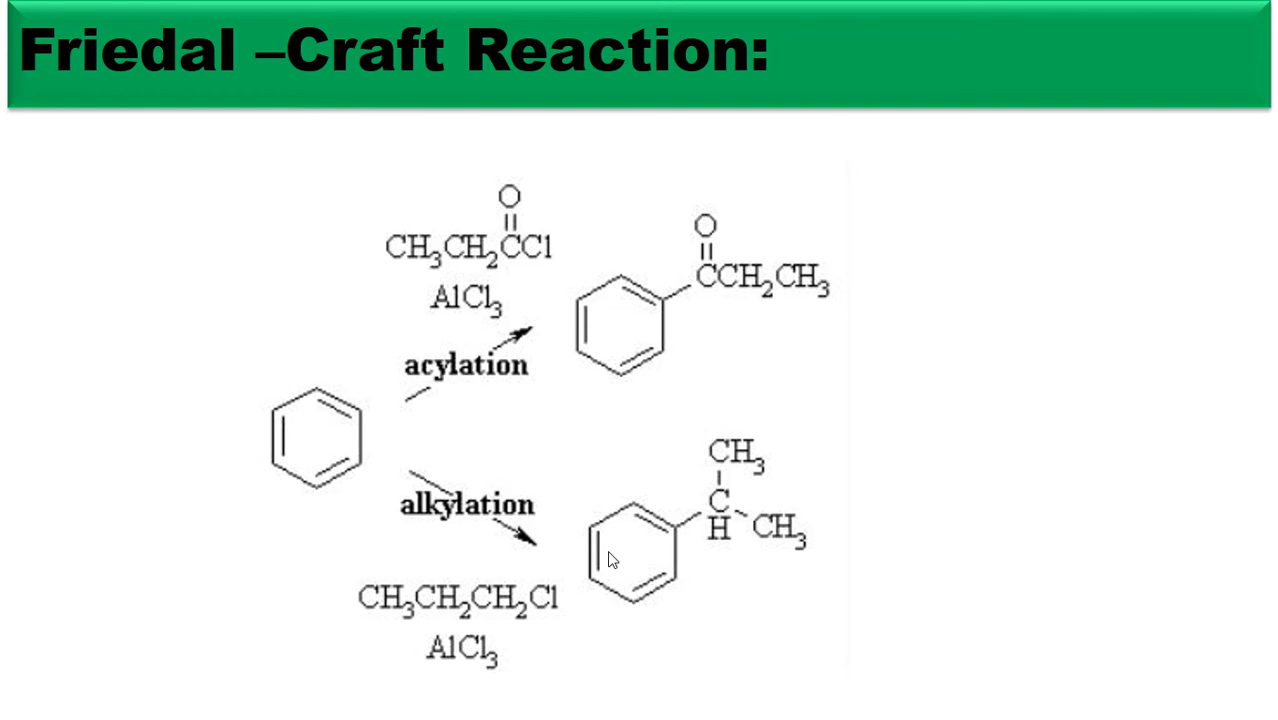 Friedal –Craft Reaction:
O
CH₃CH₂CCl
AlCl₃
acylation
O
CCH₂CH₃
alkylation
CH₃CH₂CH₂Cl
AlCl₃
CH₃
C
H CH₃